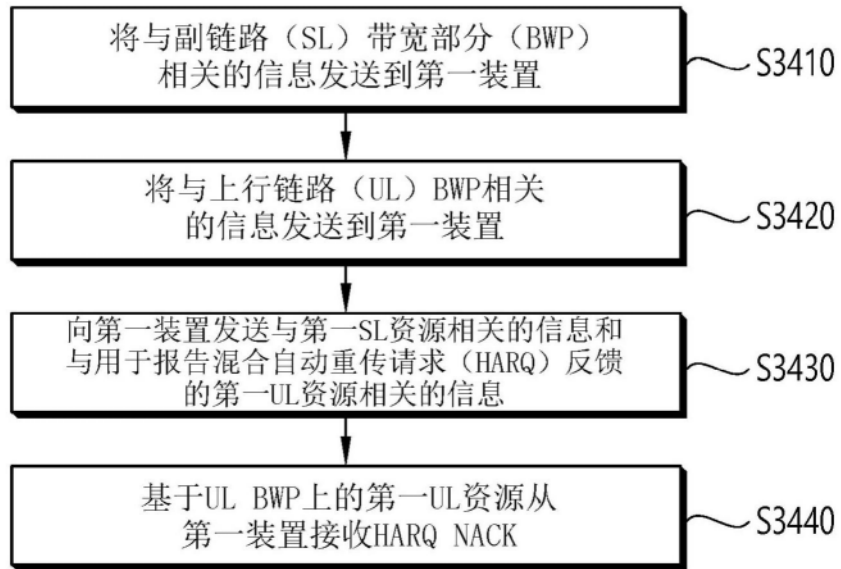 将与副链路（SL）带宽部分（BWP）
相关的信息发送到第一装置
S3410
将与上行链路（UL）BWP相关
的信息发送到第一装置
S3420
向第一装置发送与第一SL资源相关的信息和
与用于报告混合自动重传请求（HARQ）反馈
的第一UL资源相关的信息
S3430
基于UL BWP上的第一UL资源从
第一装置接收HARQ NACK
S3440